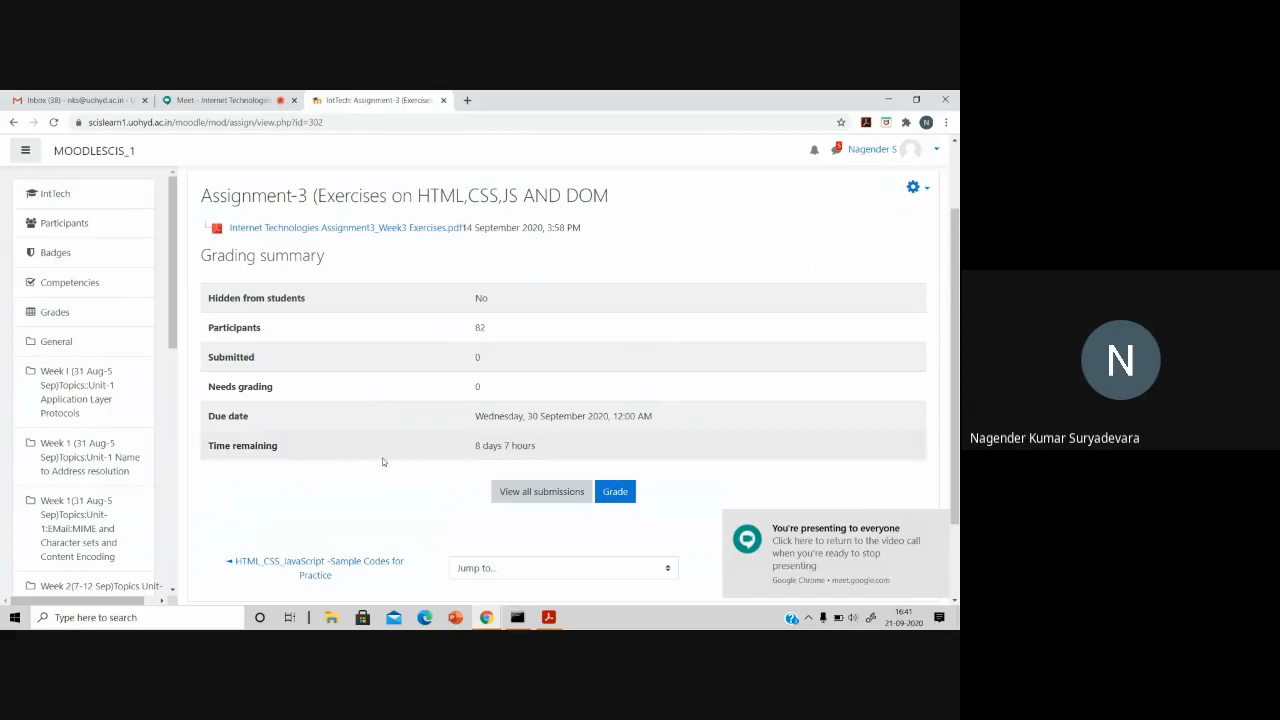 Inbox (38) - nks@uohyd.ac.in - U
Meet - Internet Technologies
IntTech: Assignment-3 (Exercises
scislearn1.uohyd.ac.in/moodle/mod/assign/view.php?id=302
N
MOODLESCIS_1
Nagender S
IntTech
Participants
Badges
Competencies
Grades
General
Week I (31 Aug-5
Sep)Topics::Unit-1
Application Layer
Protocols
Week 1 (31 Aug-5
Sep)Topic:Unit-1 Name
to Address resolution
Week 1(31 Aug-5
Sep)Topos:Unit-
1:EMail:MIME and
Character sets and
Content Encoding
Week 2(7-12 Sep)Topics Unit-
Assignment-3 (Exercises on HTML,CSS,JS AND DOM
Internet Technologies Assignment3_Week3 Exercises.pdf14 September 2020, 3:58 PM
Grading summary
Hidden from students No
Participants 82
Submitted 0
Needs grading 0
Due date Wednesday, 30 September 2020, 12:00 AM
Time remaining 8 days 7 hours
View all submissions Grade
◄ HTML_CSS_JavaScript -Sample Codes for
Practice
Jump to...
You're presenting to everyone
Click here to return to the video call
when you're ready to stop
presenting
Google Chrome • meet.google.com
Type here to search
16:41
21-09-2020
N
Nagender Kumar Suryadevara